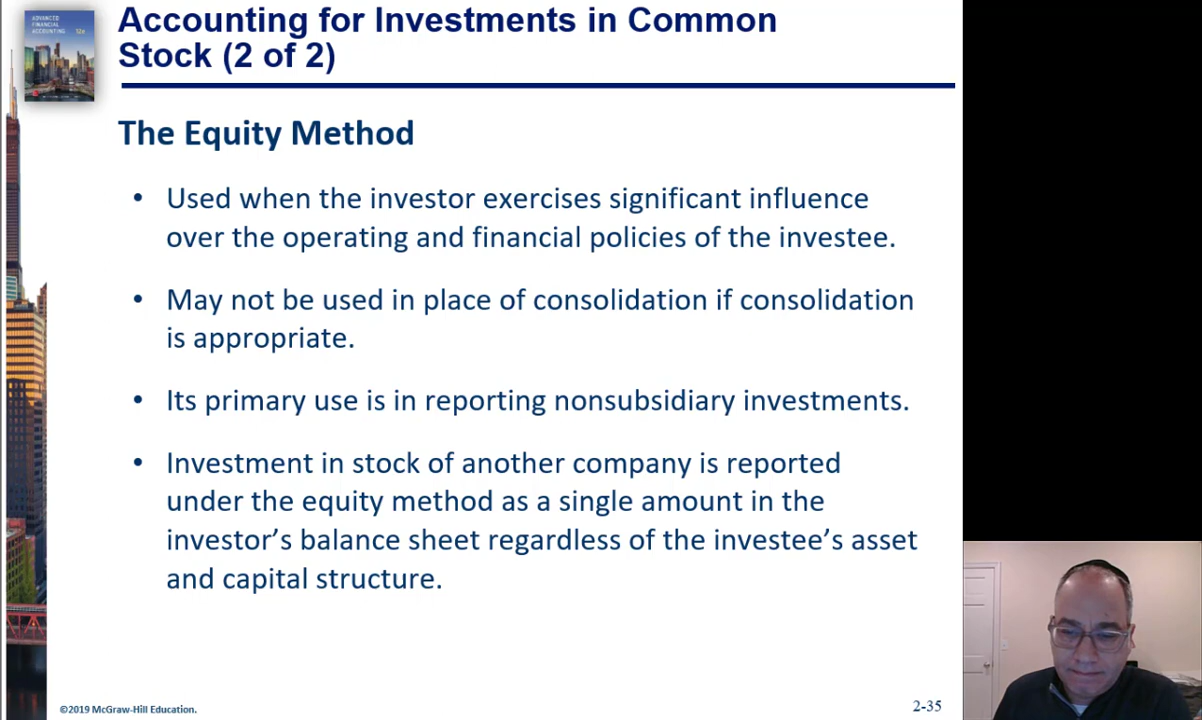 ADVANCED
FINANCIAL
ACCOUNTING 12e
Accounting for Investments in Common
Stock (2 of 2)
The Equity Method
• Used when the investor exercises significant influence
over the operating and financial policies of the investee.
• May not be used in place of consolidation if consolidation
is appropriate.
• Its primary use is in reporting nonsubsidiary investments.
• Investment in stock of another company is reported
under the equity method as a single amount in the
investor’s balance sheet regardless of the investee’s asset
and capital structure.
©2019 McGraw-Hill Education.
2-35